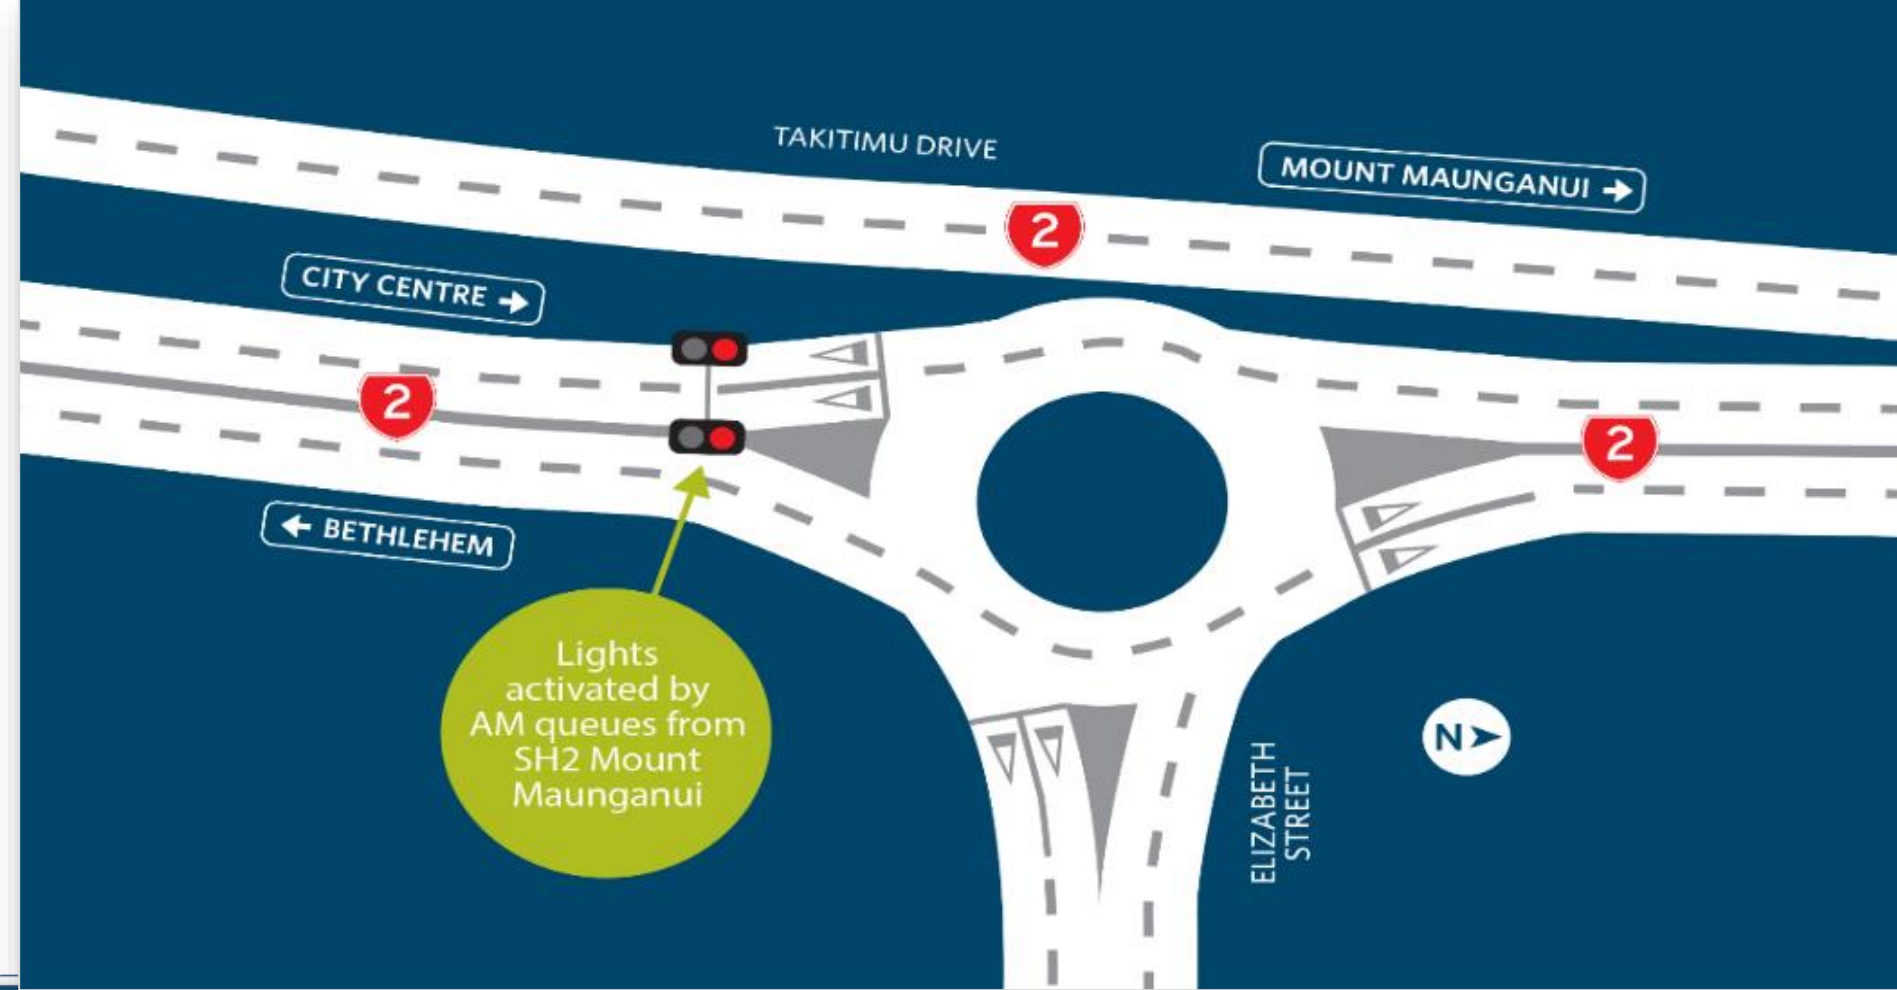 TAKITIMU DRIVE
MOUNT MAUNGANUI
2
CITY CENTRE
2
2
BETHLEHEM
Lights
activated by
AM queues from
SH2 Mount
Maunganui
N
ELIZABETH
STREET